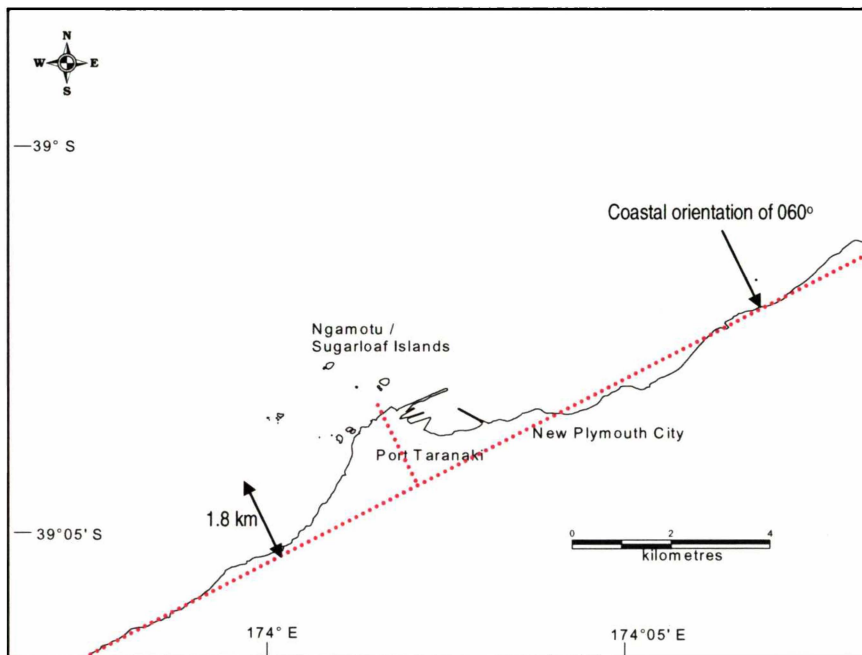 N
W E
S
39° S
Coastal orientation of 060º
Ngamotu /
Sugarloaf Islands
New Plymouth City
Port Taranaki
1.8 km
39°05' S
0 2 4
kilometres
174° E
174°05' E